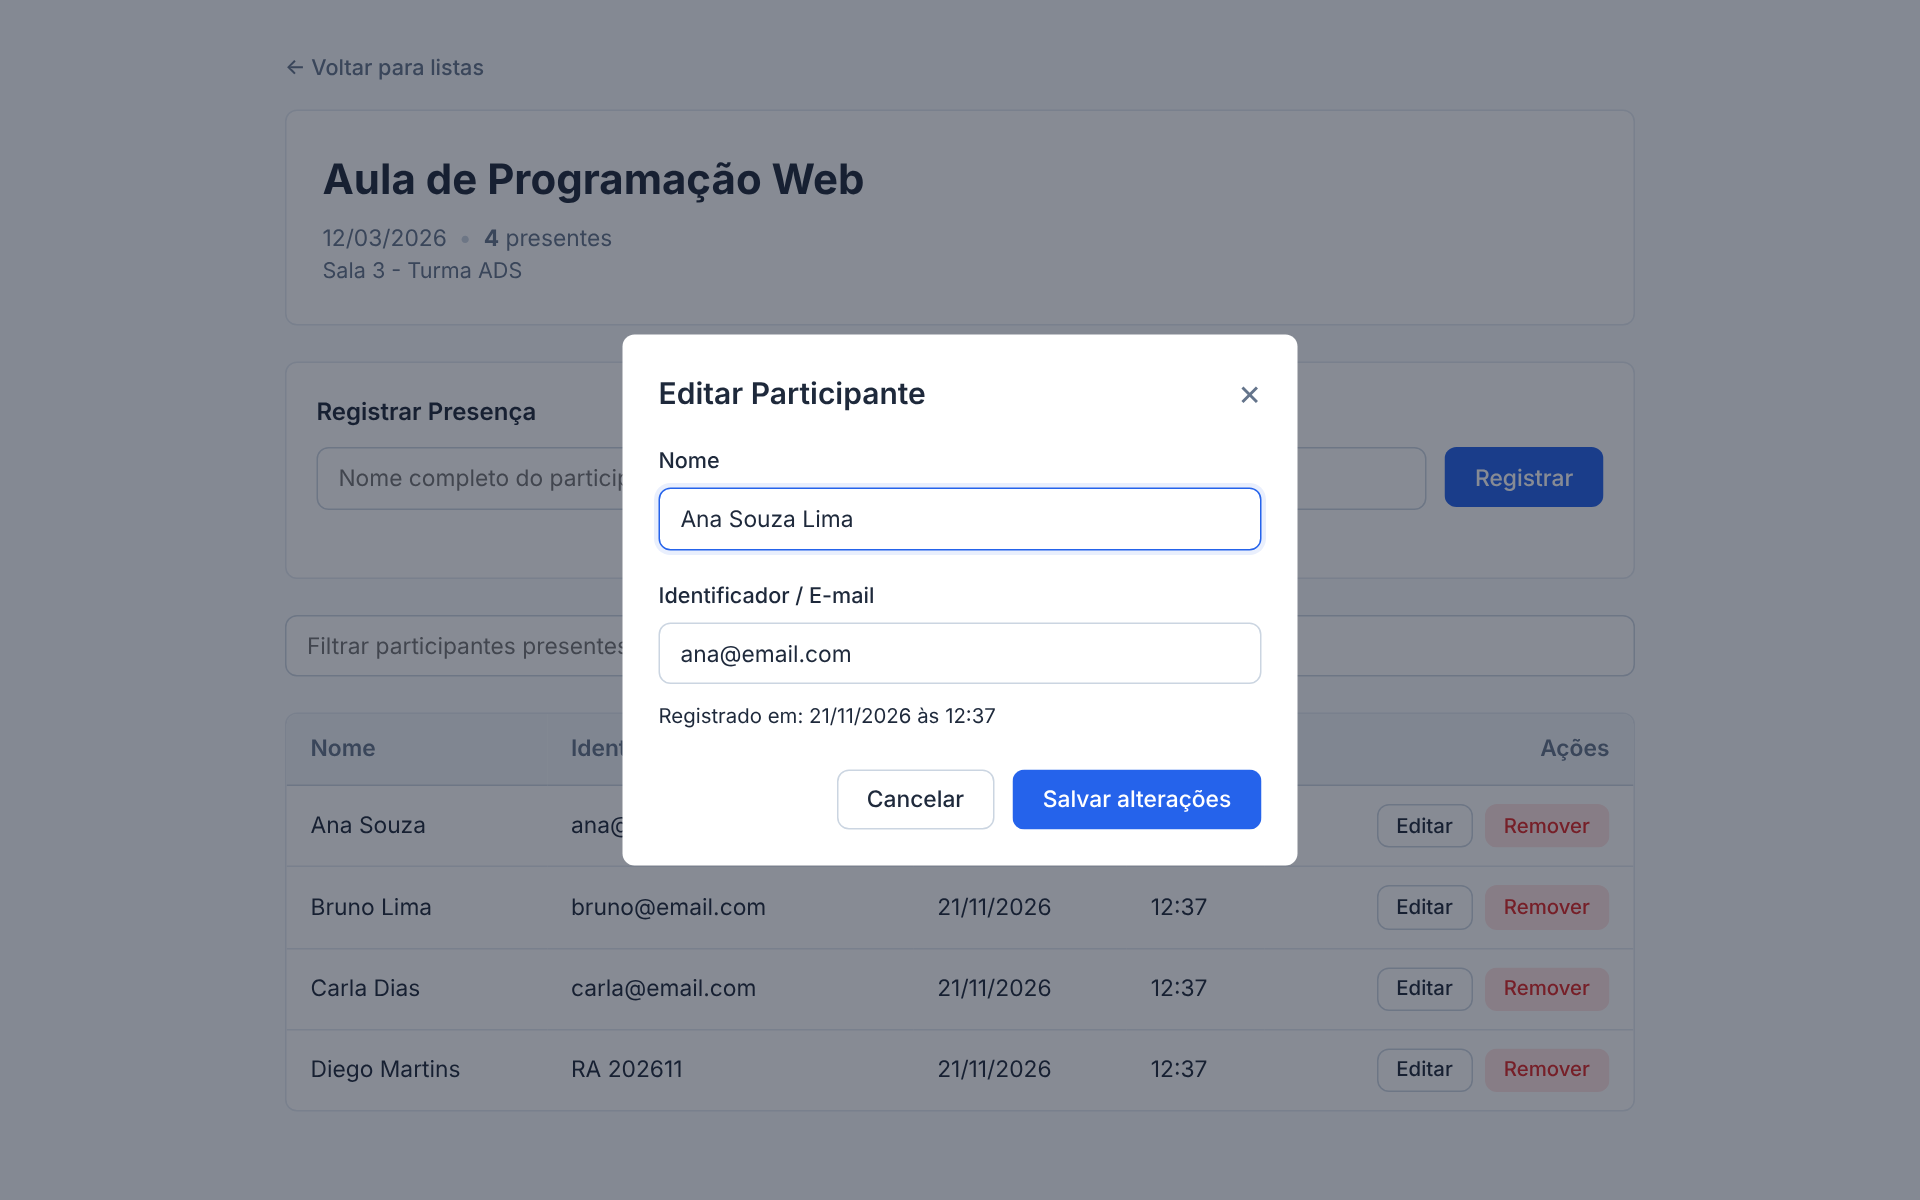 ← Voltar para listas
Aula de Programação Web
12/03/2026 • 4 presentes
Sala 3 - Turma ADS
Registrar Presença
Nome completo do particip
Registrar
Filtrar participantes presentes
Nome Ident Ações
Ana Souza ana@ Editar Remover
Bruno Lima bruno@email.com 21/11/2026 12:37 Editar Remover
Carla Dias carla@email.com 21/11/2026 12:37 Editar Remover
Diego Martins RA 202611 21/11/2026 12:37 Editar Remover
Editar Participante ✕
Nome
Ana Souza Lima
Identificador / E-mail
ana@email.com
Registrado em: 21/11/2026 às 12:37
Cancelar Salvar alterações